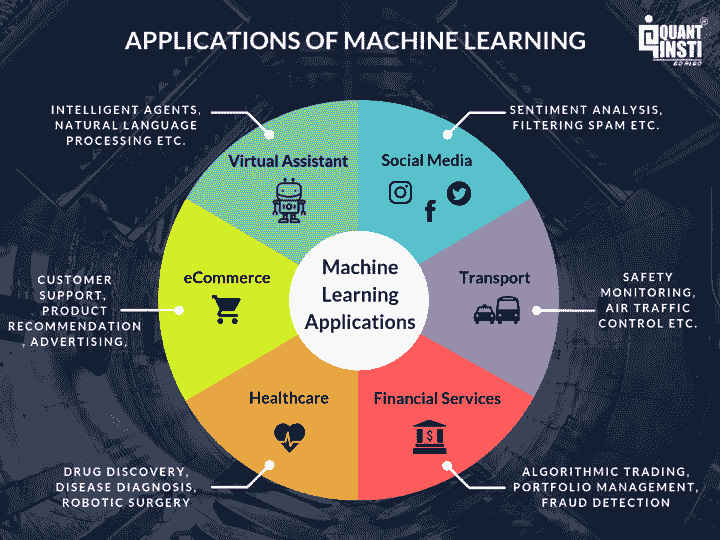 APPLICATIONS OF MACHINE LEARNING
QUANT
INSTI
GO ALGO
INTELLIGENT AGENTS,
NATURAL LANGUAGE
PROCESSING ETC.
SENTIMENT ANALYSIS,
FILTERING SPAM ETC.
Virtual Assistant
Social Media
eCommerce
Transport
Machine
Learning
Applications
CUSTOMER
SUPPORT,
PRODUCT
RECOMMENDATION
, ADVERTISING,
SAFETY
MONITORING,
AIR TRAFFIC
CONTROL ETC.
Healthcare
Financial Services
$
DRUG DISCOVERY,
DISEASE DIAGNOSIS,
ROBOTIC SURGERY
ALGORITHMIC TRADING,
PORTFOLIO MANAGEMENT,
FRAUD DETECTION